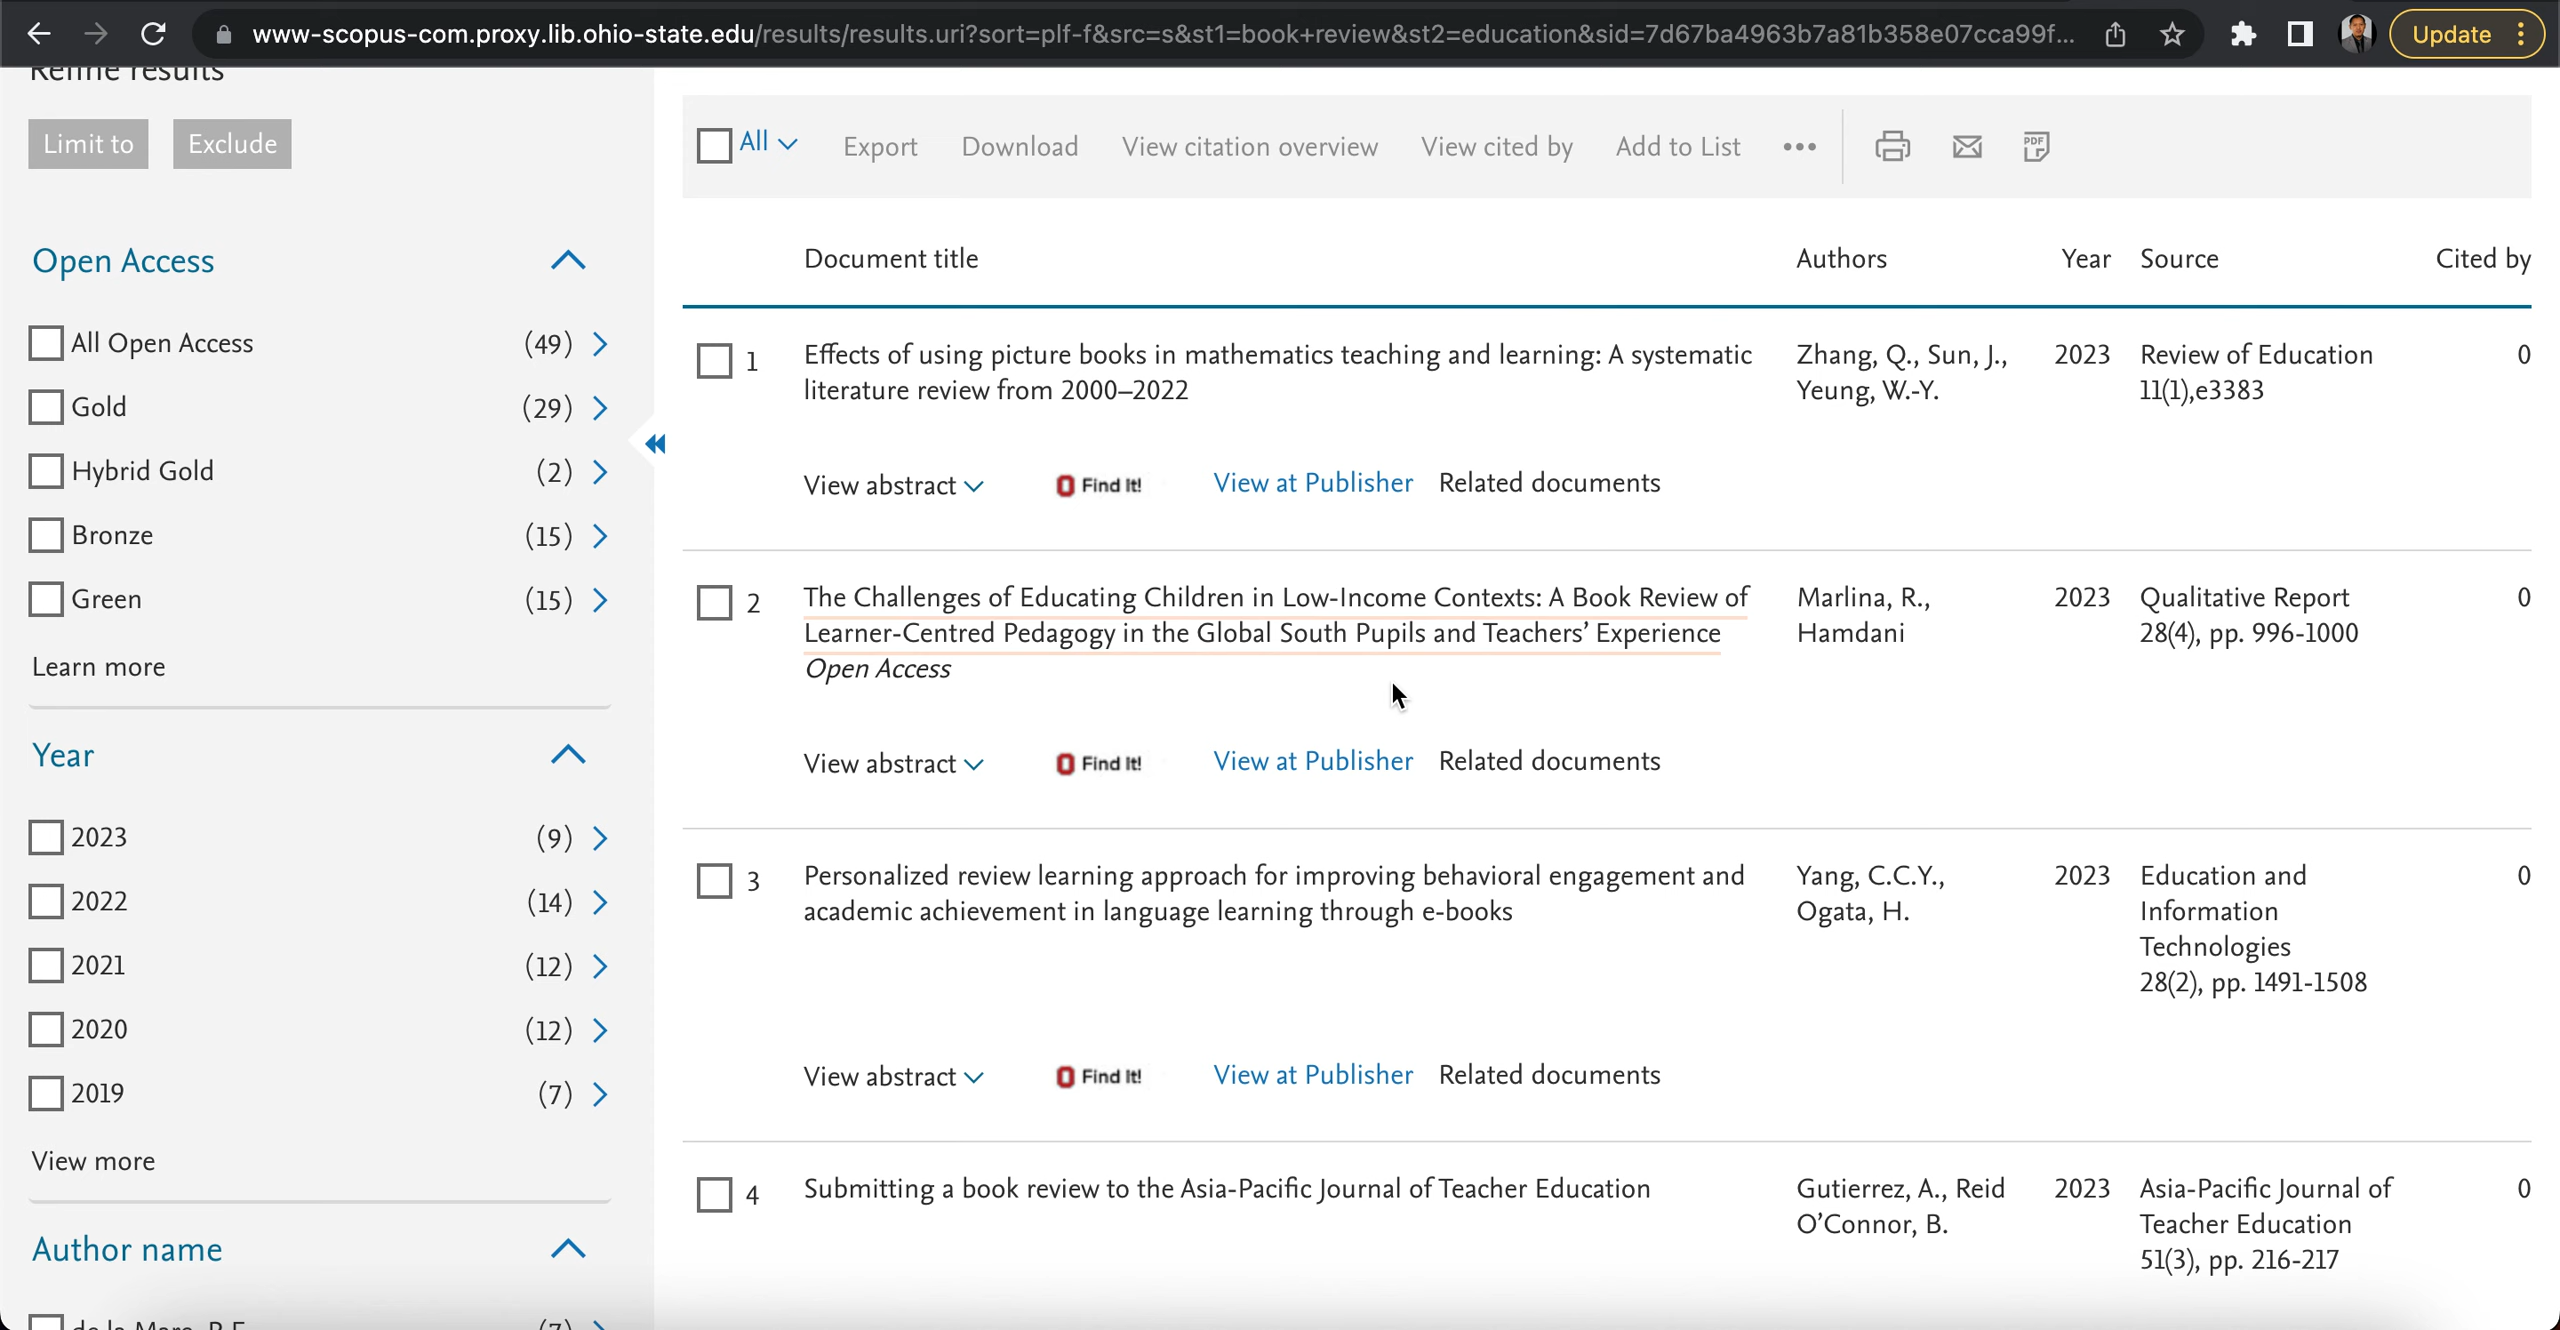 www-scopus-com.proxy.lib.ohio-state.edu/results/results.uri?sort=plf-f&src=s&st1=book+review&st2=education&sid=7d67ba4963b7a81b358e07cca99f...
Update
Refine results
Limit to
Exclude
Open Access
All Open Access (49)
Gold (29)
Hybrid Gold (2)
Bronze (15)
Green (15)
Learn more
Year
2023 (9)
2022 (14)
2021 (12)
2020 (12)
2019 (7)
View more
Author name
All Export Download View citation overview View cited by Add to List ••• PDF
Document title Authors Year Source Cited by
1 Effects of using picture books in mathematics teaching and learning: A systematic Zhang, Q., Sun, J., 2023 Review of Education 0
literature review from 2000–2022 Yeung, W.-Y. 11(1),e3383
View abstract Find It! View at Publisher Related documents
2 The Challenges of Educating Children in Low-Income Contexts: A Book Review of Marlina, R., 2023 Qualitative Report 0
Learner-Centred Pedagogy in the Global South Pupils and Teachers’ Experience Hamdani 28(4), pp. 996-1000
Open Access
View abstract Find It! View at Publisher Related documents
3 Personalized review learning approach for improving behavioral engagement and Yang, C.C.Y., 2023 Education and 0
academic achievement in language learning through e-books Ogata, H. Information
Technologies
28(2), pp. 1491-1508
View abstract Find It! View at Publisher Related documents
4 Submitting a book review to the Asia-Pacific Journal of Teacher Education Gutierrez, A., Reid 2023 Asia-Pacific Journal of 0
O’Connor, B. Teacher Education
51(3), pp. 216-217